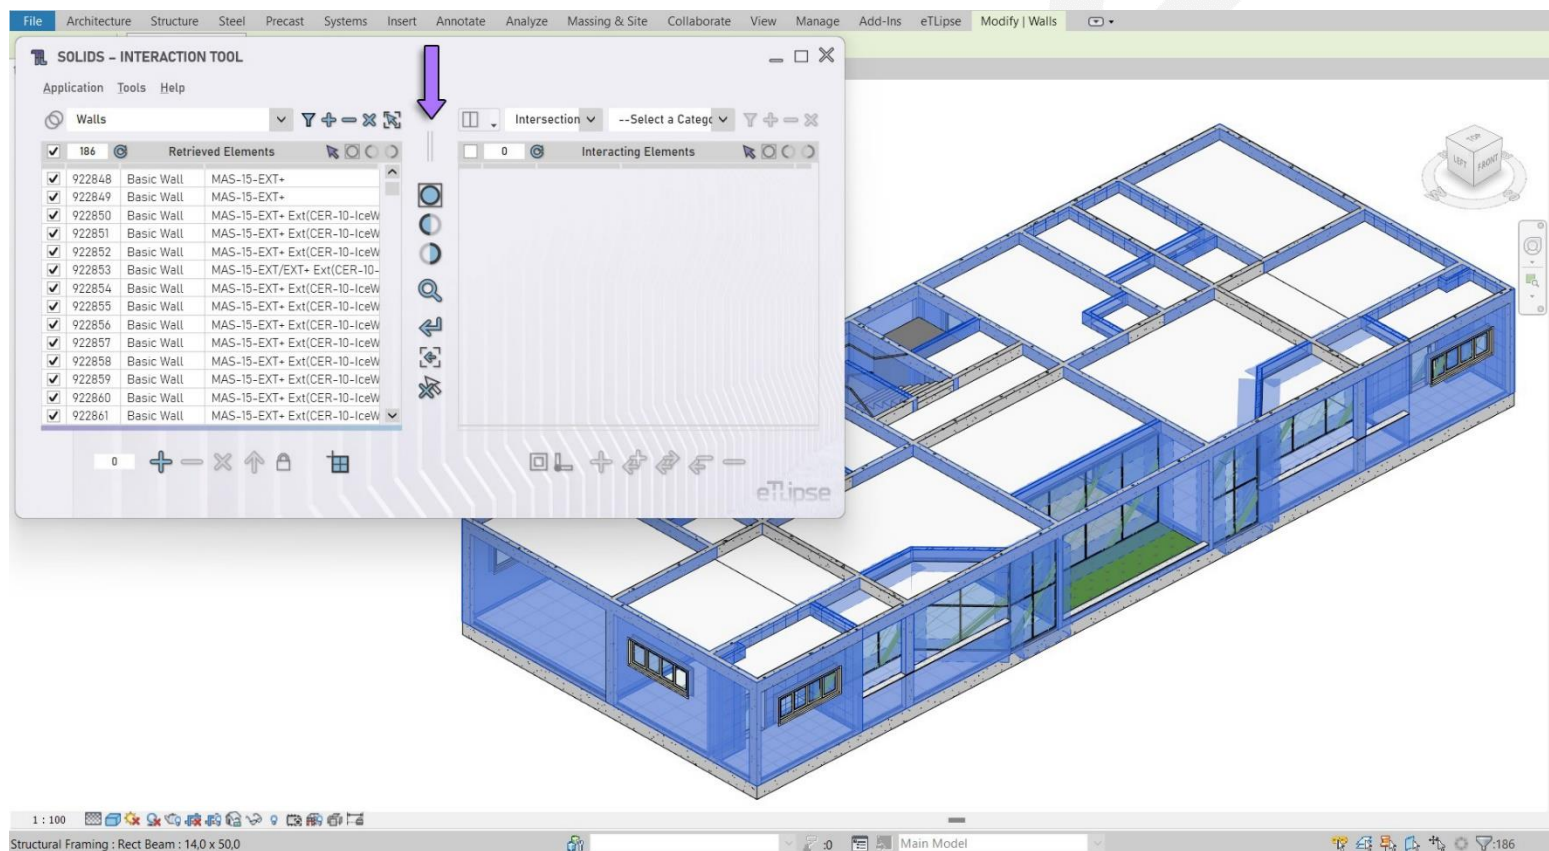 File Architecture Structure Steel Precast Systems Insert Annotate Analyze Massing & Site Collaborate View Manage Add-Ins eTLipse Modify | Walls
SOLIDS – INTERACTION TOOL
Application Tools Help
Walls
Intersection --Select a Catego
186 Retrieved Elements
0 Interacting Elements
922848 Basic Wall MAS-15-EXT+
922849 Basic Wall MAS-15-EXT+
922850 Basic Wall MAS-15-EXT+ Ext(CER-10-IceW
922851 Basic Wall MAS-15-EXT+ Ext(CER-10-IceW
922852 Basic Wall MAS-15-EXT+ Ext(CER-10-IceW
922853 Basic Wall MAS-15-EXT/EXT+ Ext(CER-10-
922854 Basic Wall MAS-15-EXT+ Ext(CER-10-IceW
922855 Basic Wall MAS-15-EXT+ Ext(CER-10-IceW
922856 Basic Wall MAS-15-EXT+ Ext(CER-10-IceW
922857 Basic Wall MAS-15-EXT+ Ext(CER-10-IceW
922858 Basic Wall MAS-15-EXT+ Ext(CER-10-IceW
922859 Basic Wall MAS-15-EXT+ Ext(CER-10-IceW
922860 Basic Wall MAS-15-EXT+ Ext(CER-10-IceW
922861 Basic Wall MAS-15-EXT+ Ext(CER-10-IceW
0
eTLipse
TOP
LEFT FRONT
1 : 100
Structural Framing : Rect Beam : 14,0 x 50,0
:0 Main Model
:186